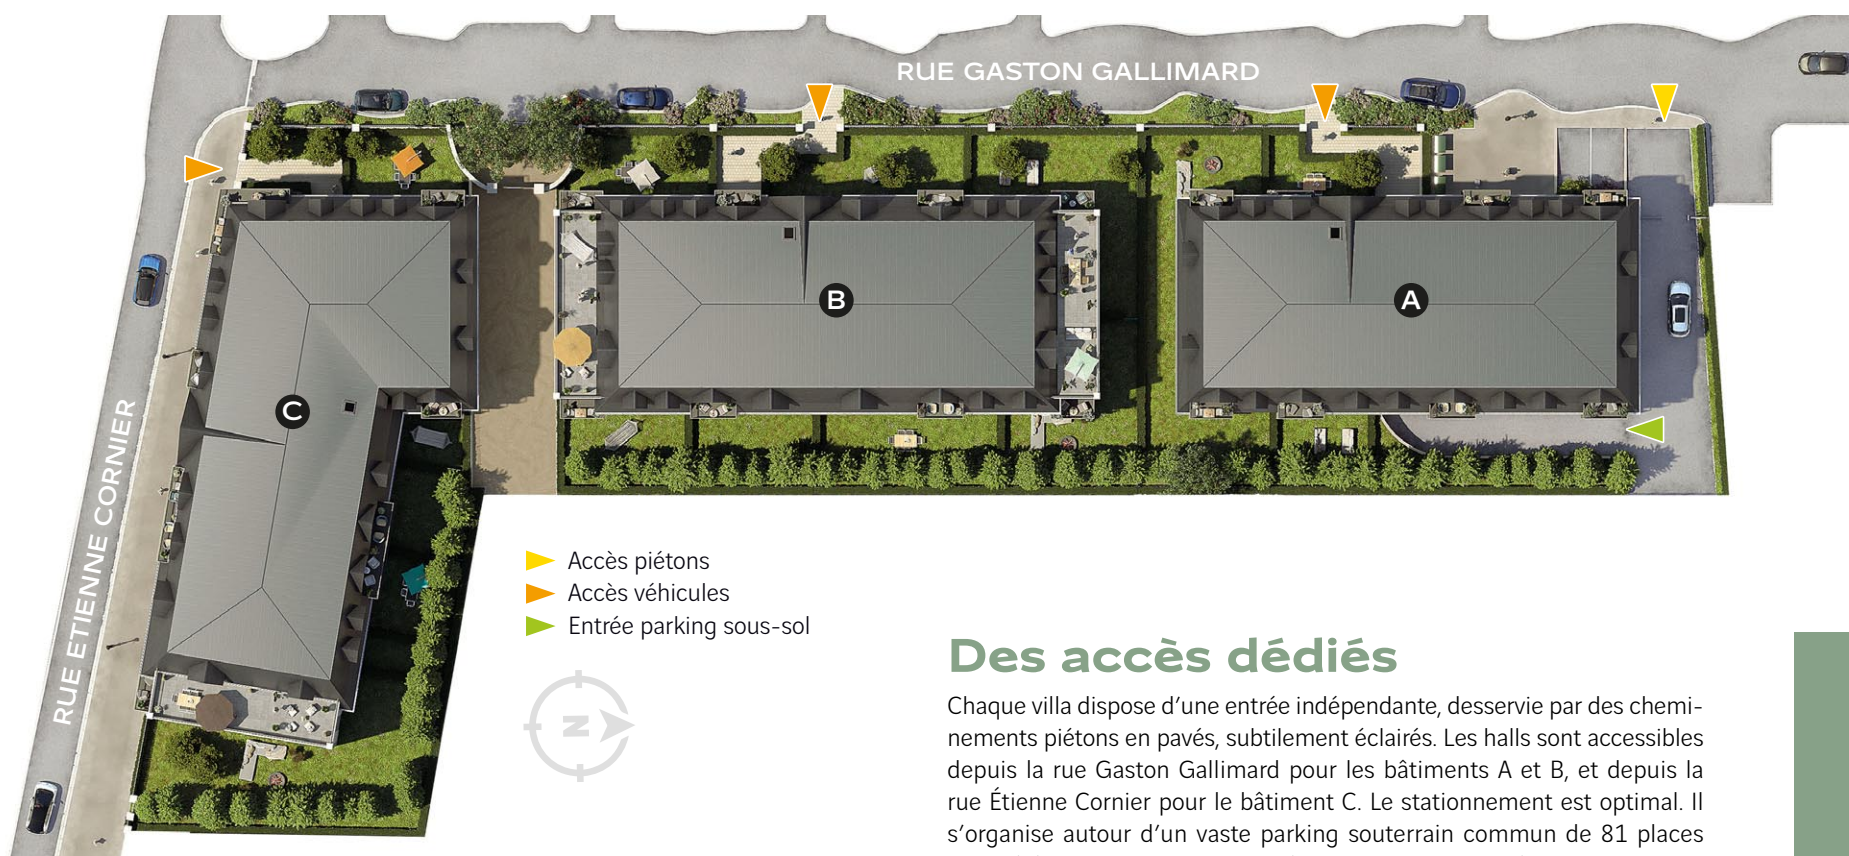 RUE GASTON GALLIMARD
B
A
C
RUE ETIENNE CORNIER
Accès piétons
Accès véhicules
Entrée parking sous-sol
N
Des accès dédiés
Chaque villa dispose d’une entrée indépendante, desservie par des chemi-
nements piétons en pavés, subtilement éclairés. Les halls sont accessibles
depuis la rue Gaston Gallimard pour les bâtiments A et B, et depuis la
rue Étienne Cornier pour le bâtiment C. Le stationnement est optimal. Il
s’organise autour d’un vaste parking souterrain commun de 81 places